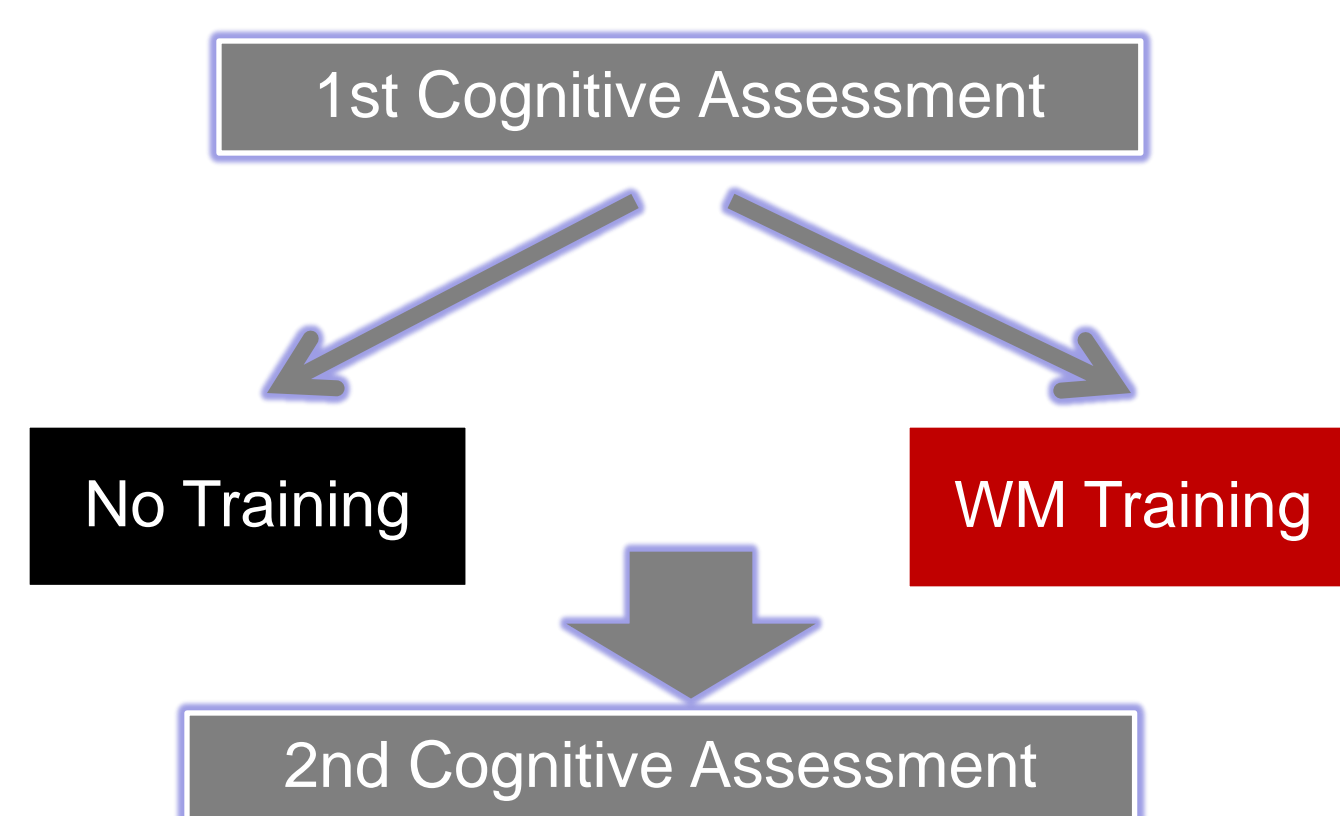 1st Cognitive Assessment
No Training
WM Training
2nd Cognitive Assessment